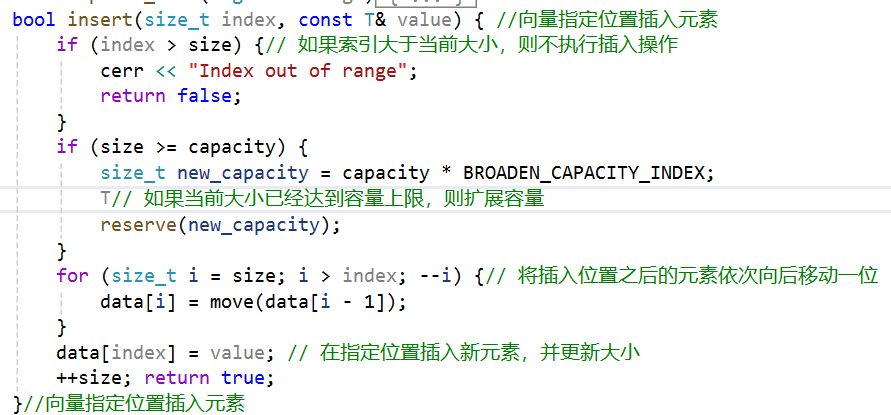 bool insert(size_t index, const T& value) { //向量指定位置插入元素
    if (index > size) {// 如果索引大于当前大小，则不执行插入操作
        cerr << "Index out of range";
        return false;
    }
    if (size >= capacity) {
        size_t new_capacity = capacity * BROADEN_CAPACITY_INDEX;
        T// 如果当前大小已经达到容量上限，则扩展容量
        reserve(new_capacity);
    }
    for (size_t i = size; i > index; --i) {// 将插入位置之后的元素依次向后移动一位
        data[i] = move(data[i - 1]);
    }
    data[index] = value; // 在指定位置插入新元素，并更新大小
    ++size; return true;
}//向量指定位置插入元素